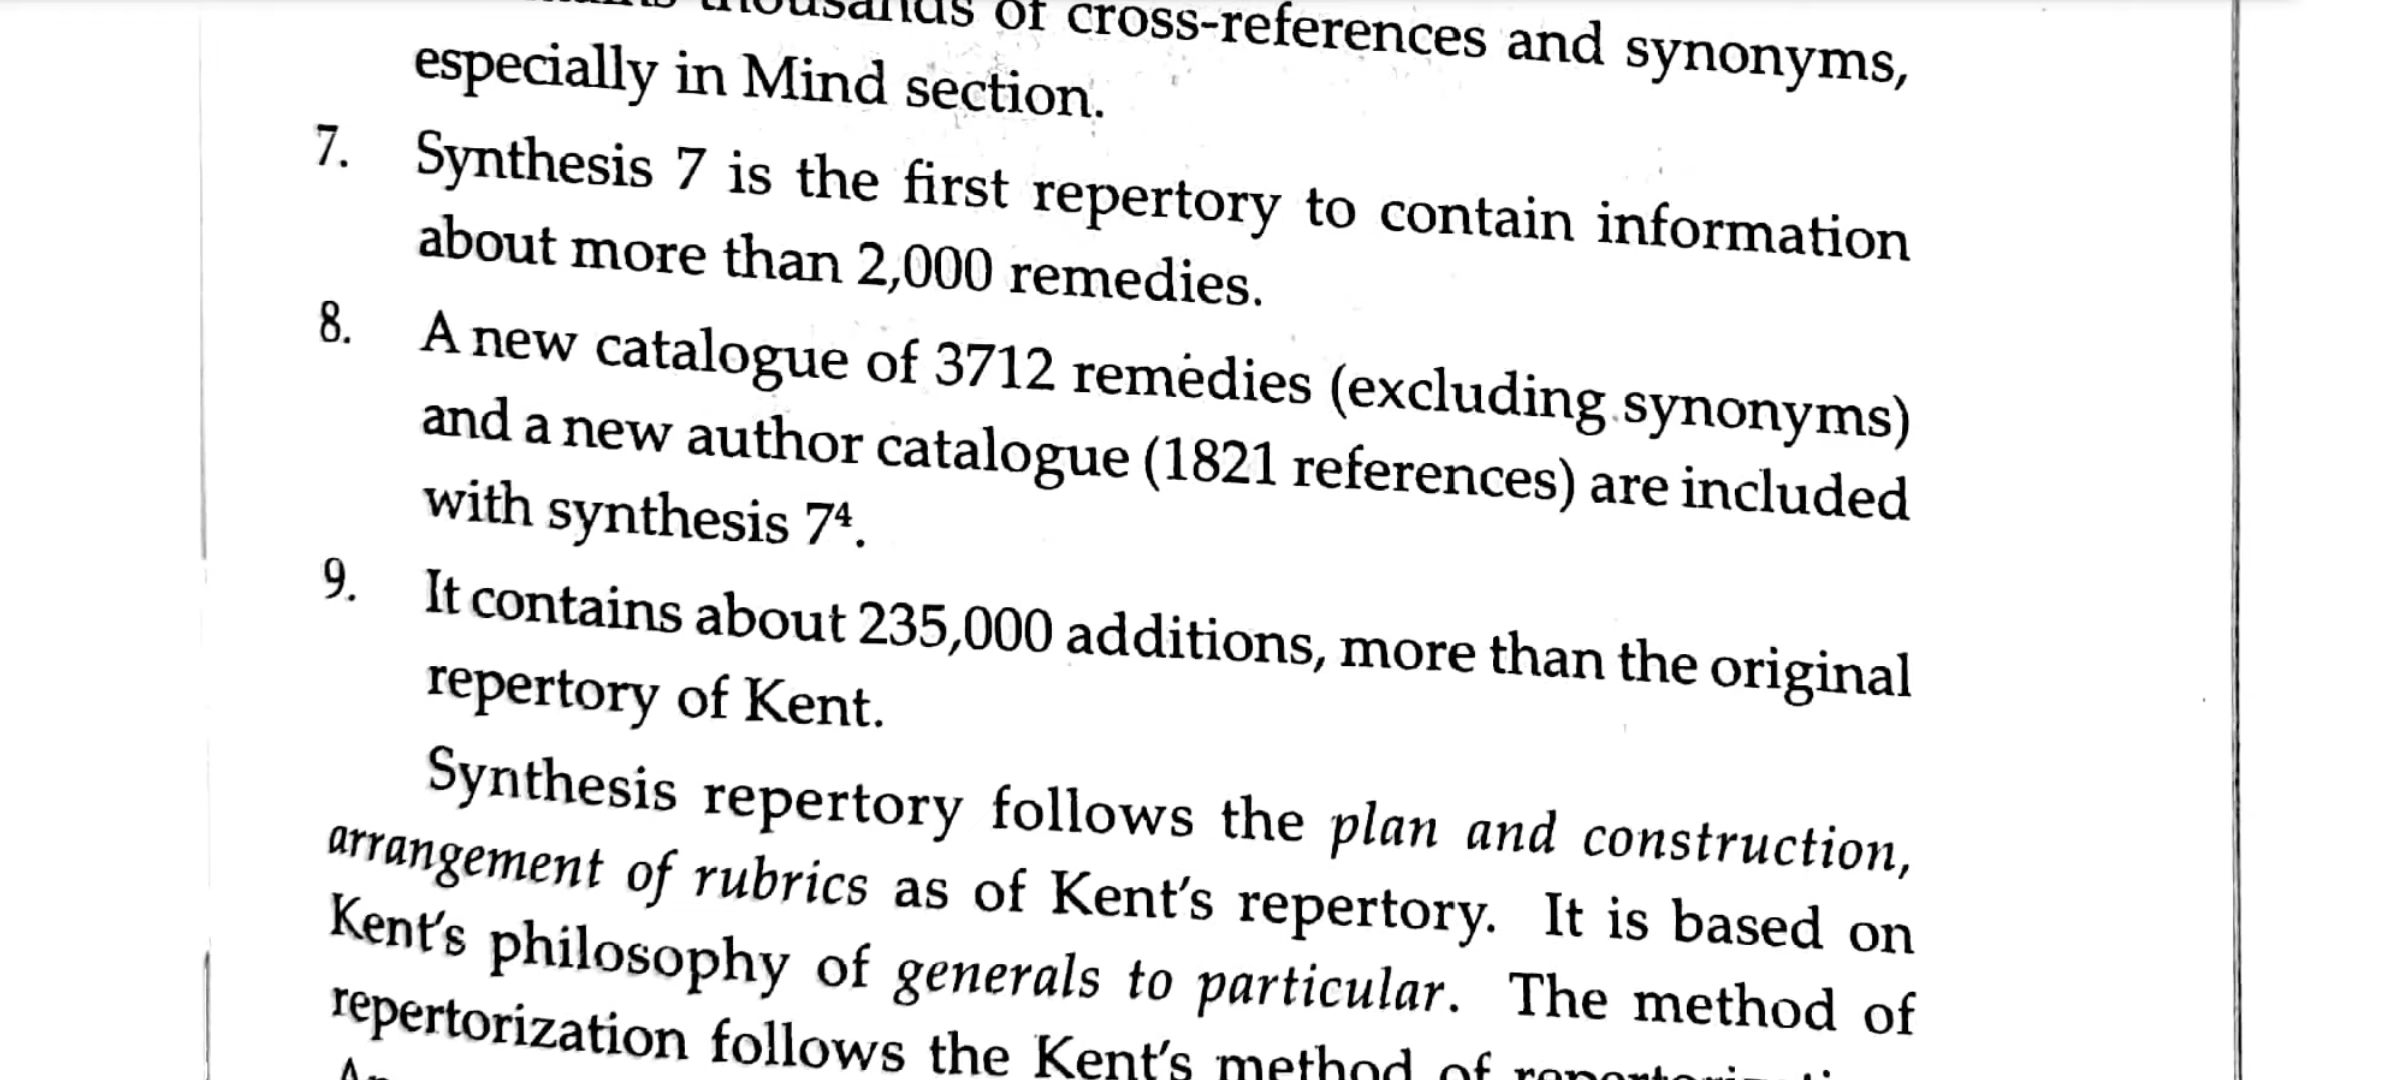 thousands of cross-references and synonyms,
especially in Mind section.
7. Synthesis 7 is the first repertory to contain information
about more than 2,000 remedies.
8. A new catalogue of 3712 remedies (excluding synonyms)
and a new author catalogue (1821 references) are included
with synthesis 7⁴.
9. It contains about 235,000 additions, more than the original
repertory of Kent.
Synthesis repertory follows the plan and construction,
arrangement of rubrics as of Kent's repertory. It is based on
Kent's philosophy of generals to particular. The method of
repertorization follows the Kent's method of